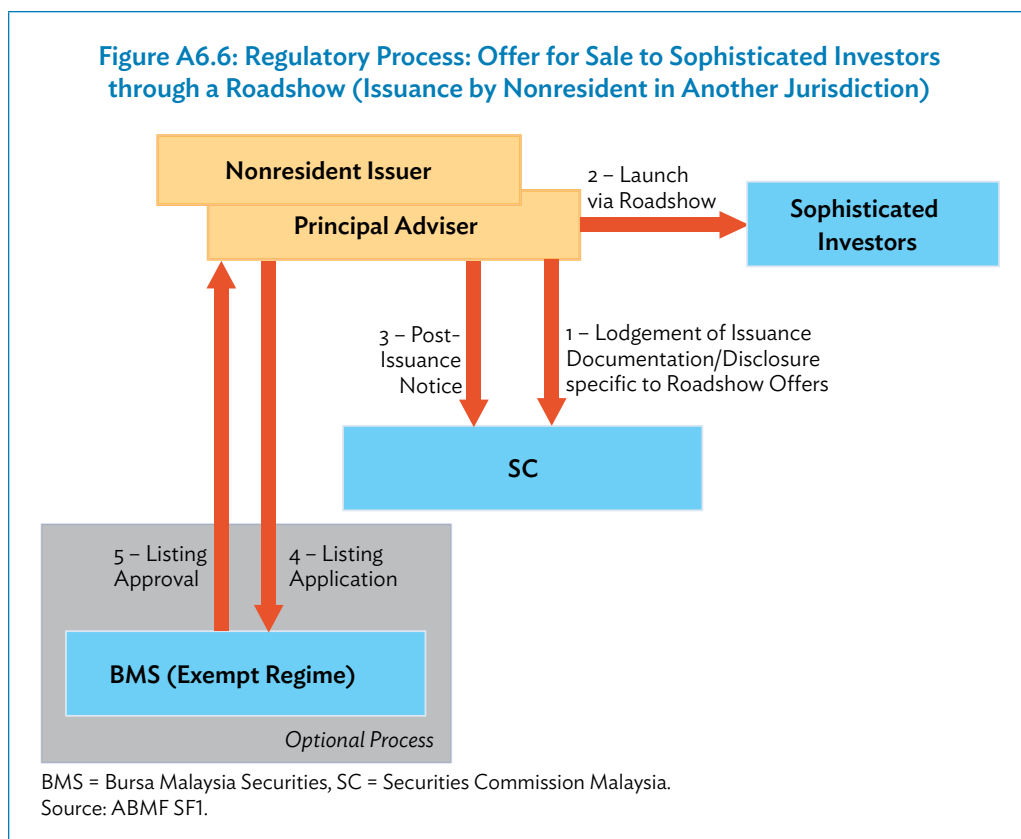 Figure A6.6: Regulatory Process: Offer for Sale to Sophisticated Investors
through a Roadshow (Issuance by Nonresident in Another Jurisdiction)
Nonresident Issuer
Principal Adviser
2 – Launch
via Roadshow
Sophisticated
Investors
3 – Post-
Issuance
Notice
1 – Lodgement of Issuance
Documentation/Disclosure
specific to Roadshow Offers
SC
5 – Listing
Approval
4 – Listing
Application
BMS (Exempt Regime)
Optional Process
BMS = Bursa Malaysia Securities, SC = Securities Commission Malaysia.
Source: ABMF SF1.